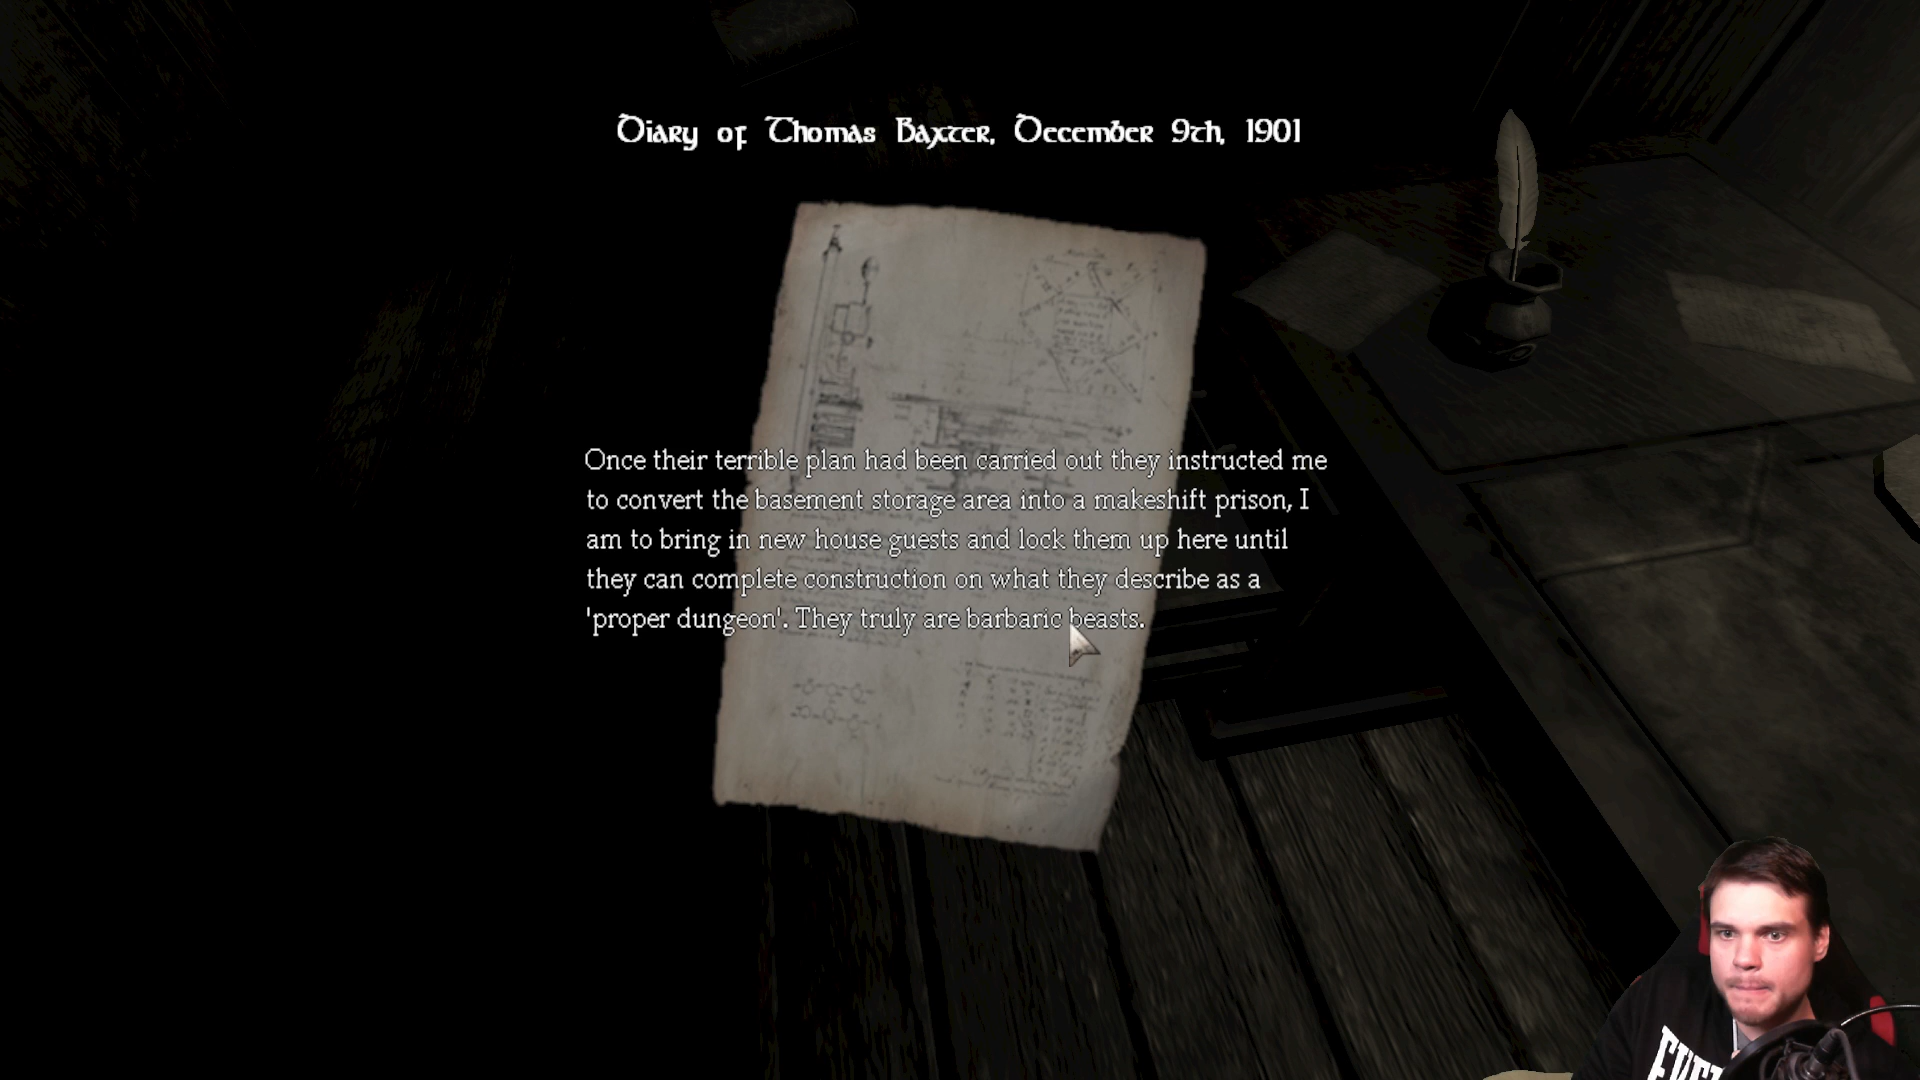 Diary of Thomas Baxter, December 9th, 1901
Once their terrible plan had been carried out they instructed me
to convert the basement storage area into a makeshift prison, I
am to bring in new house guests and lock them up here until
they can complete construction on what they describe as a
'proper dungeon'. They truly are barbaric beasts.